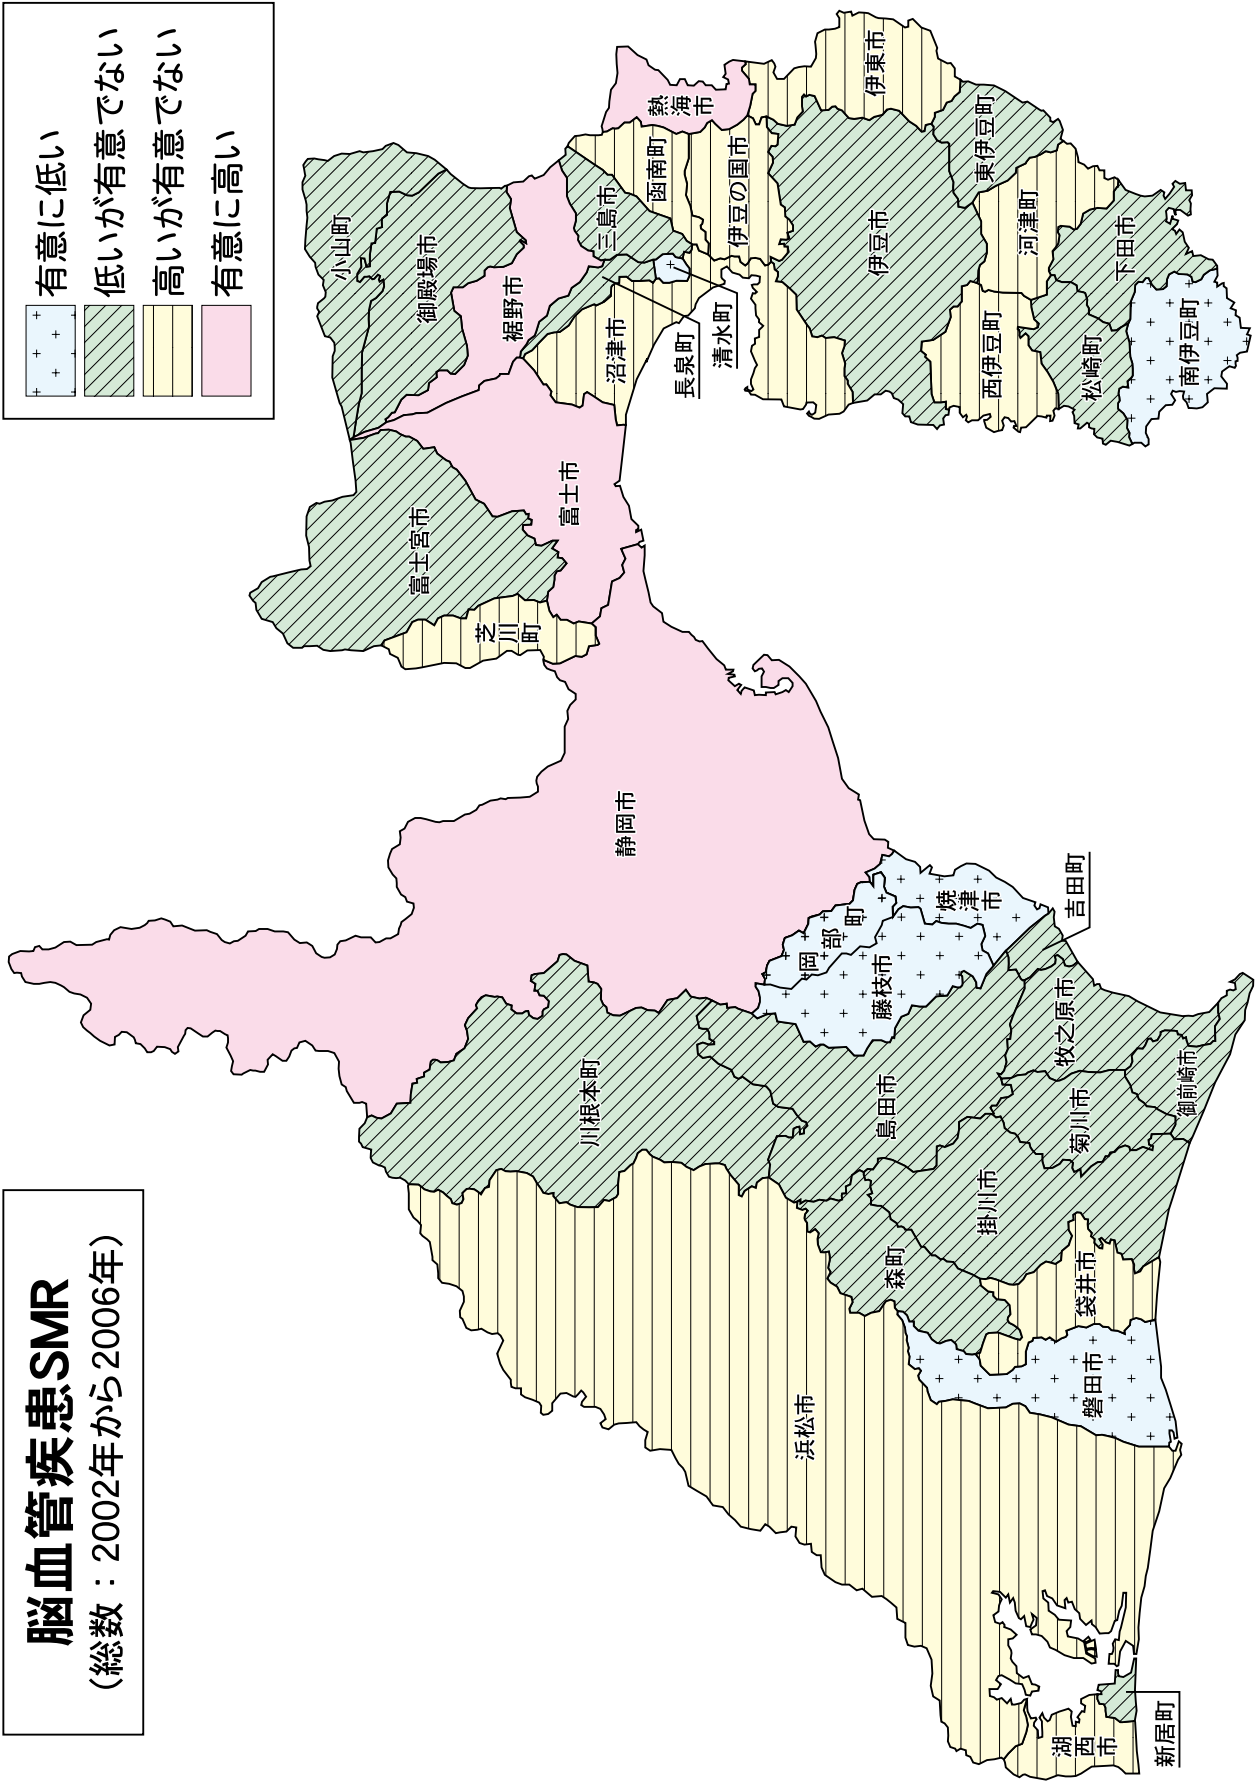 脳血管疾患SMR
（総数：2002年から2006年）
有意に低い
低いが有意でない
高いが有意でない
有意に高い
小山町
御殿場市
裾野市
三島市
函南町
熱海市
伊豆の国市
伊東市
伊豆市
東伊豆町
河津町
下田市
南伊豆町
松崎町
西伊豆町
沼津市
長泉町
清水町
富士市
富士宮市
芝川町
静岡市
岡部町
焼津市
藤枝市
吉田町
川根本町
島田市
牧之原市
御前崎市
菊川市
掛川市
森町
袋井市
磐田市
浜松市
湖西市
新居町